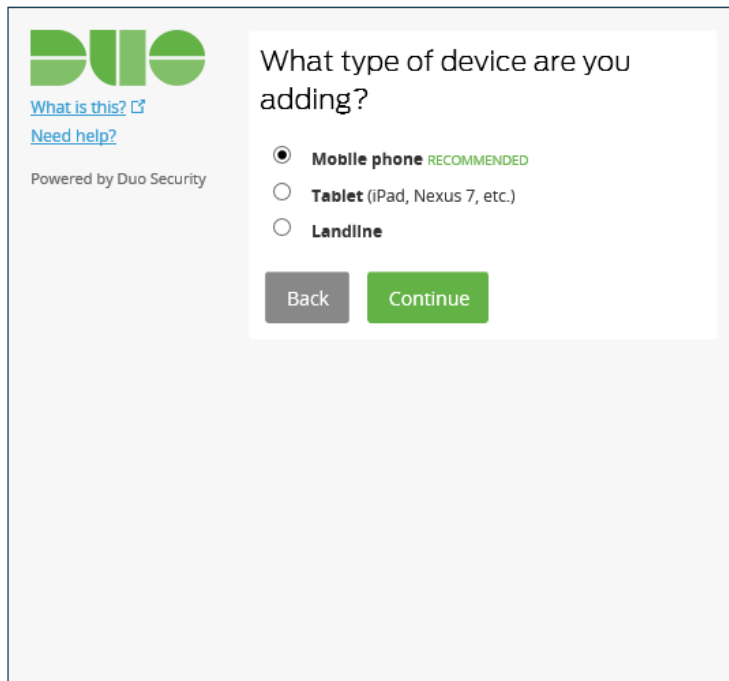 DUO
What is this?
Need help?
Powered by Duo Security
What type of device are you
adding?
Mobile phone RECOMMENDED
Tablet (iPad, Nexus 7, etc.)
Landline
Back Continue